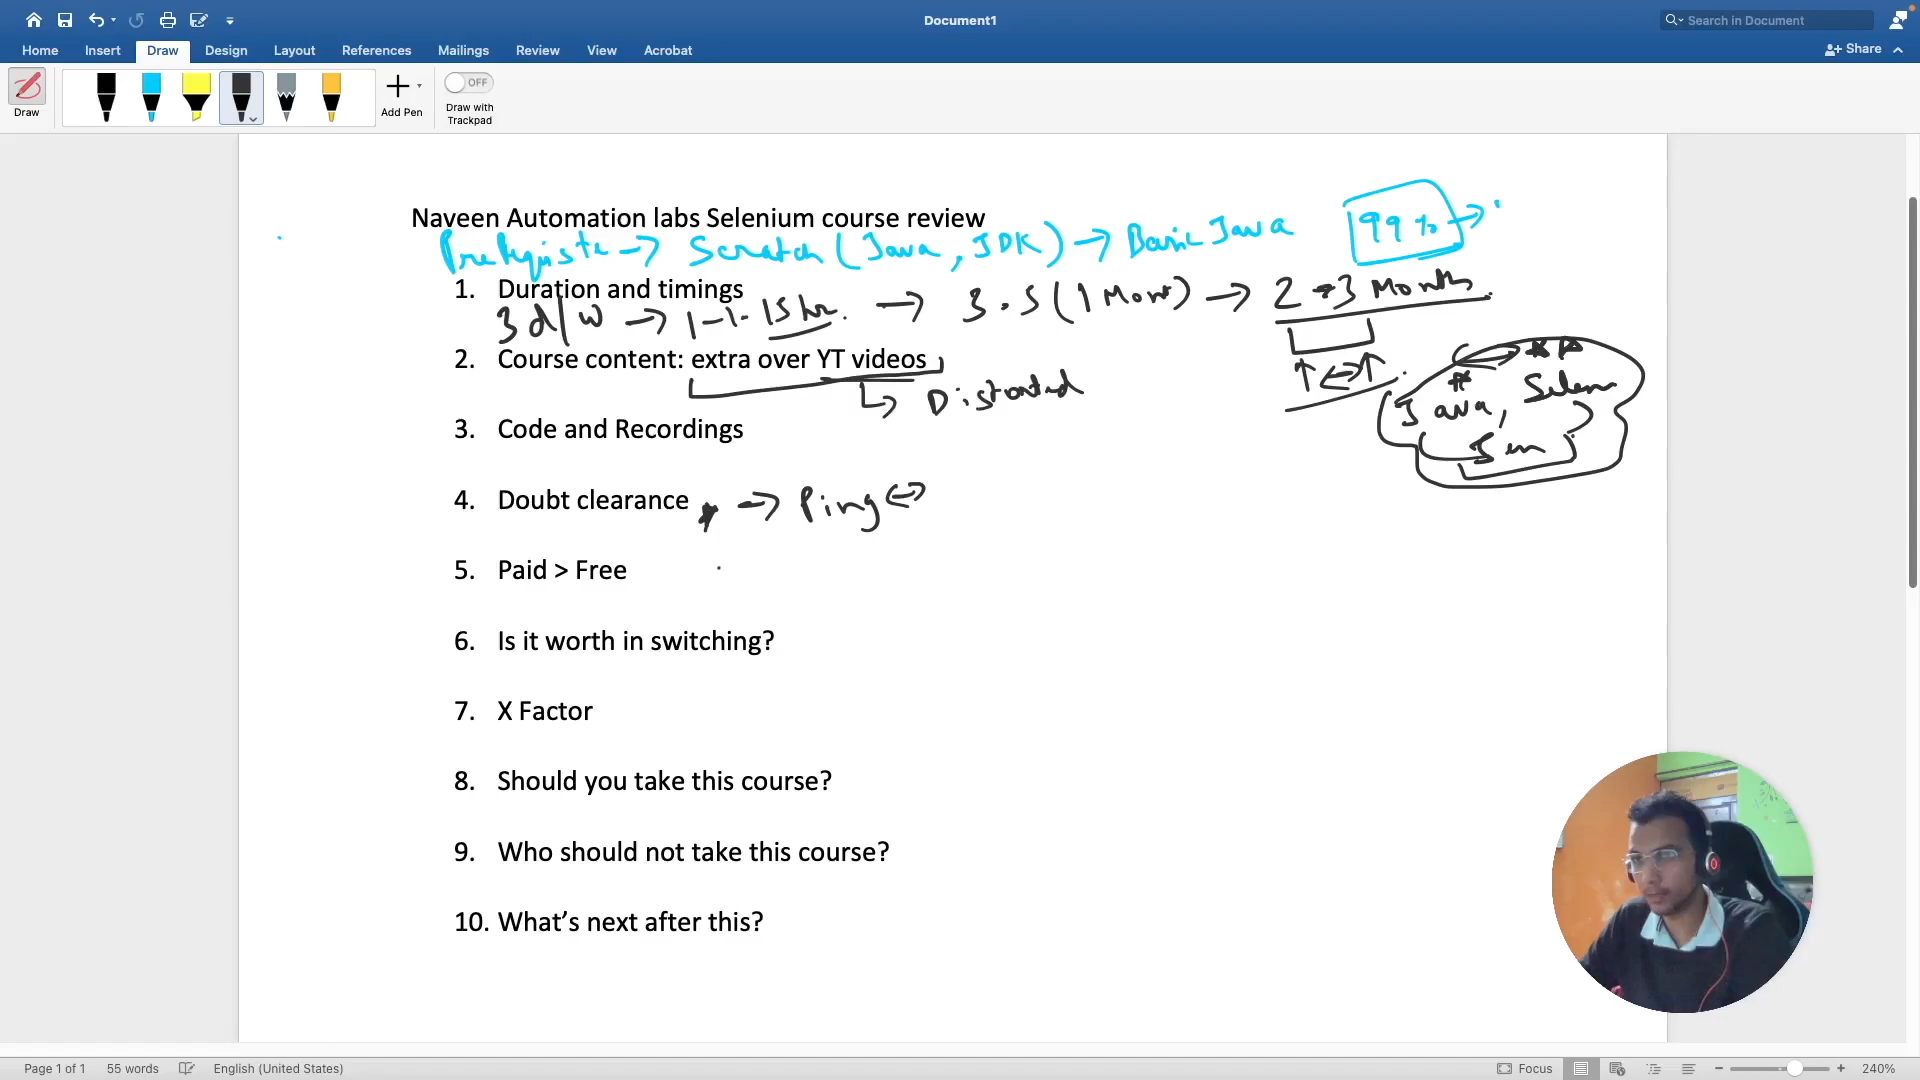 Document1
Search in Document
Home Insert Draw Design Layout References Mailings Review View Acrobat
Share
OFF
Draw
Add Pen
Draw with
Trackpad
Naveen Automation labs Selenium course review
99%
Scratch (Java, JDK) → Basic Java
1. Duration and timings
3 d/w → 1-1.15 hr. → 3.5 (1 Mont) → 2-3 Month
2. Course content: extra over YT videos
Java, Selen
3. Code and Recordings
4. Doubt clearance → Ping
5. Paid > Free
6. Is it worth in switching?
7. X Factor
8. Should you take this course?
9. Who should not take this course?
10. What’s next after this?
Page 1 of 1 55 words English (United States) Focus 240%